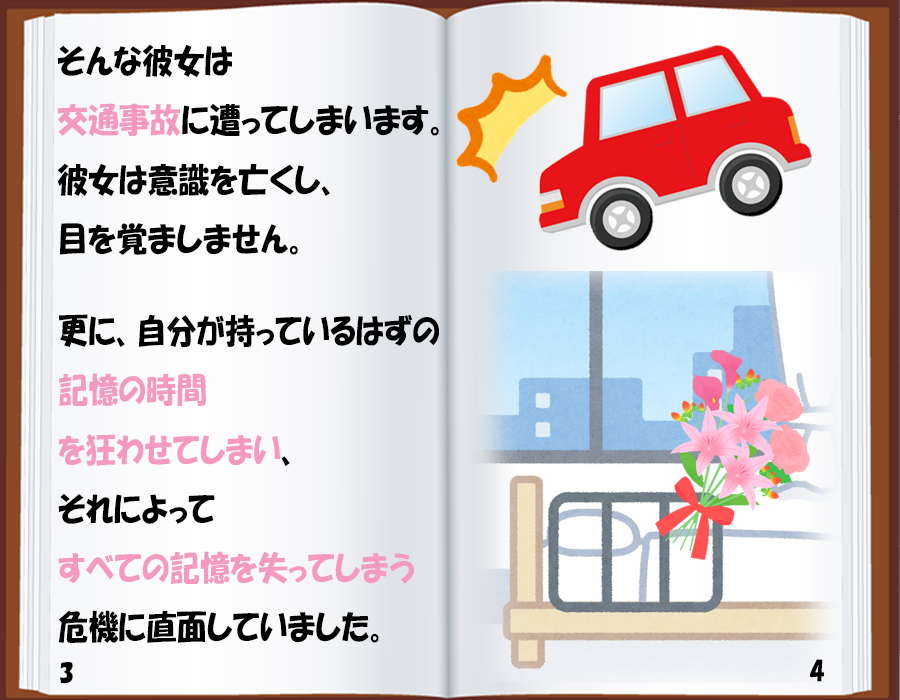 そんな彼女は
交通事故に遭ってしまいます。
彼女は意識を亡くし、
目を覚ましません。
更に、自分が持っているはずの
記憶の時間
を狂わせてしまい、
それによって
すべての記憶を失ってしまう
危機に直面していました。
3
4